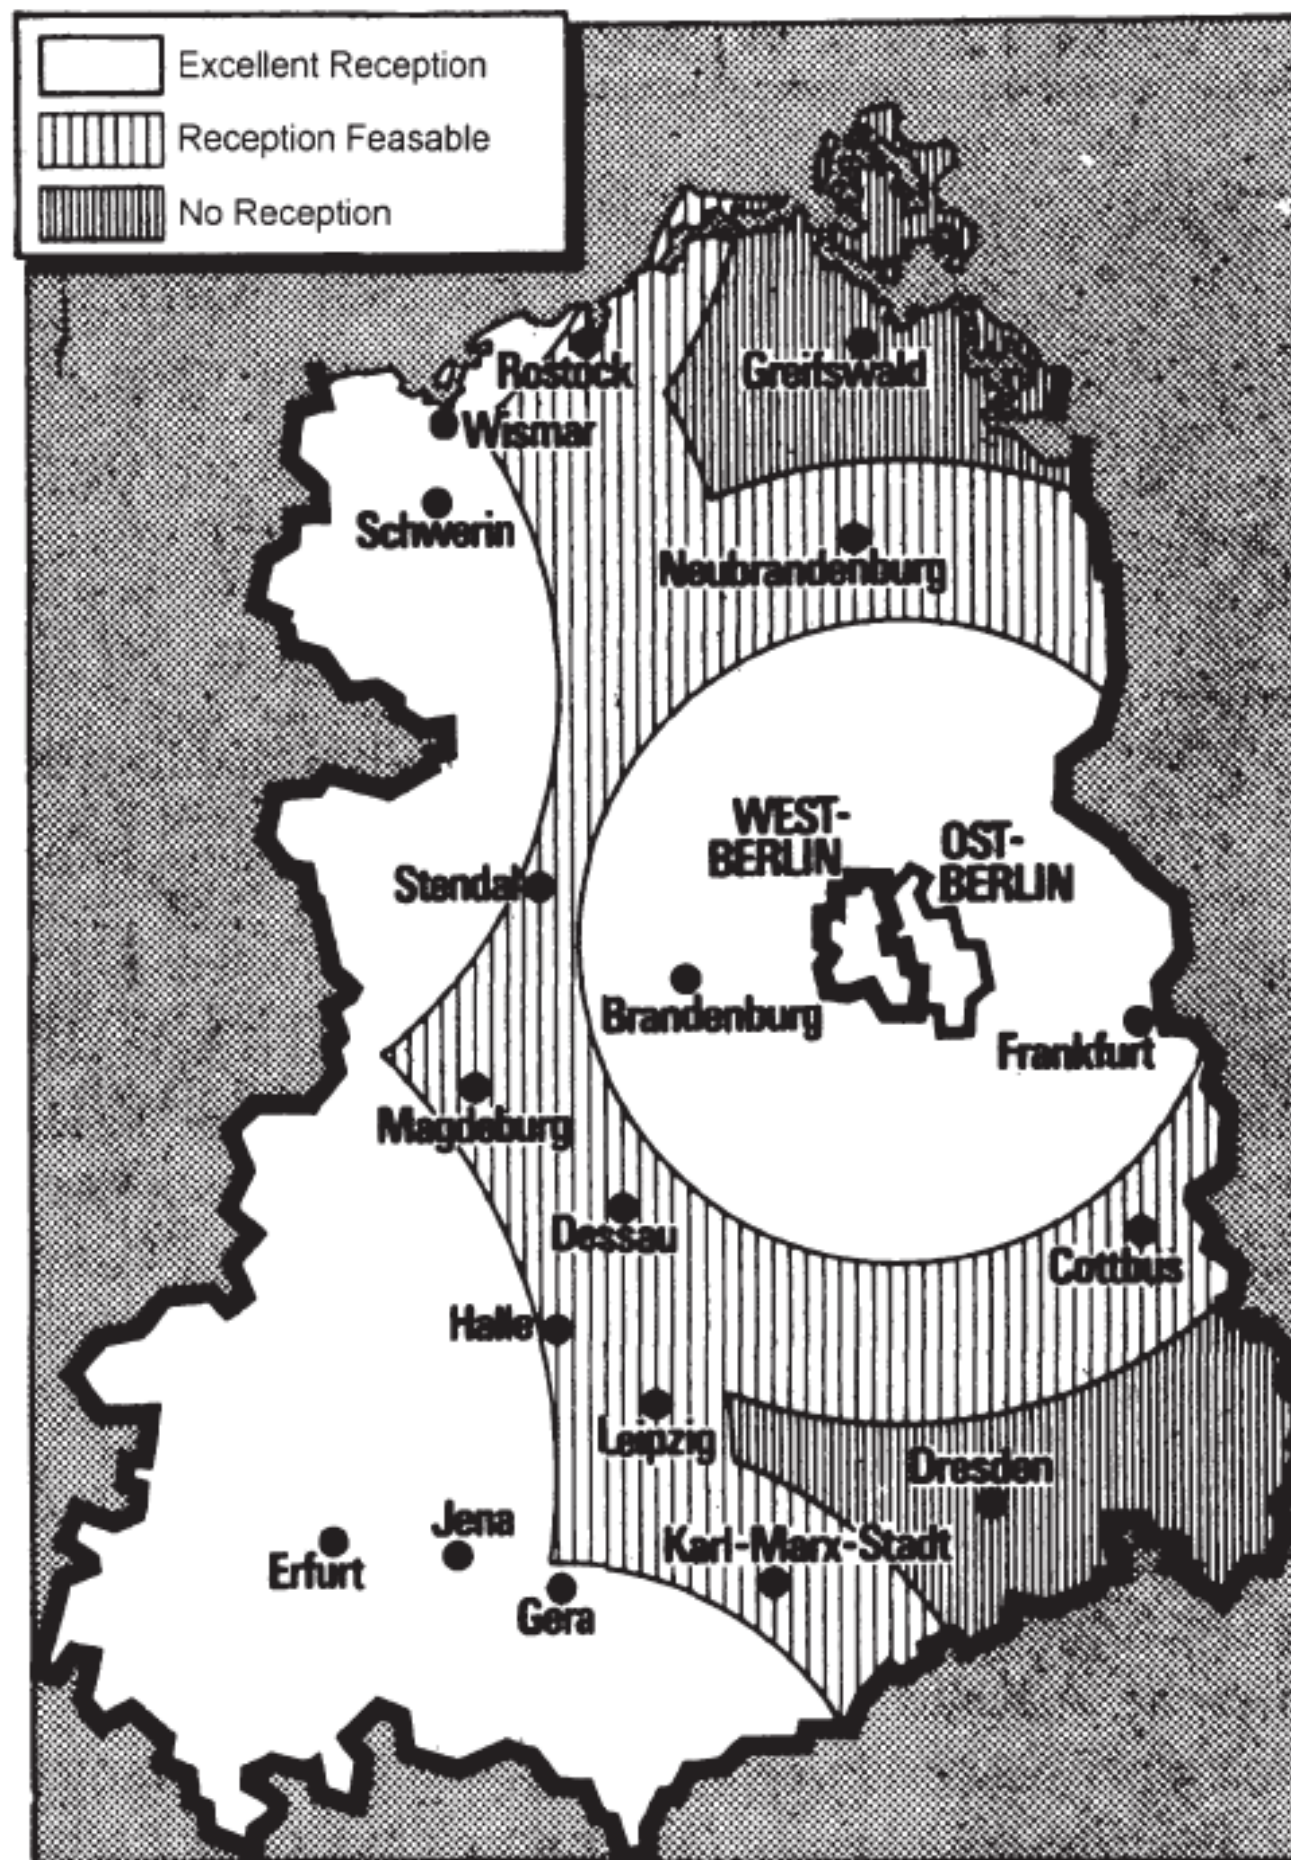 Excellent Reception
Reception Feasable
No Reception
Rostock
Greifswald
Wismar
Schwerin
Neubrandenburg
WEST-
BERLIN
OST-
BERLIN
Stendal
Brandenburg
Frankfurt
Magdeburg
Dessau
Cottbus
Halle
Leipzig
Dresden
Jena
Karl-Marx-Stadt
Erfurt
Gera